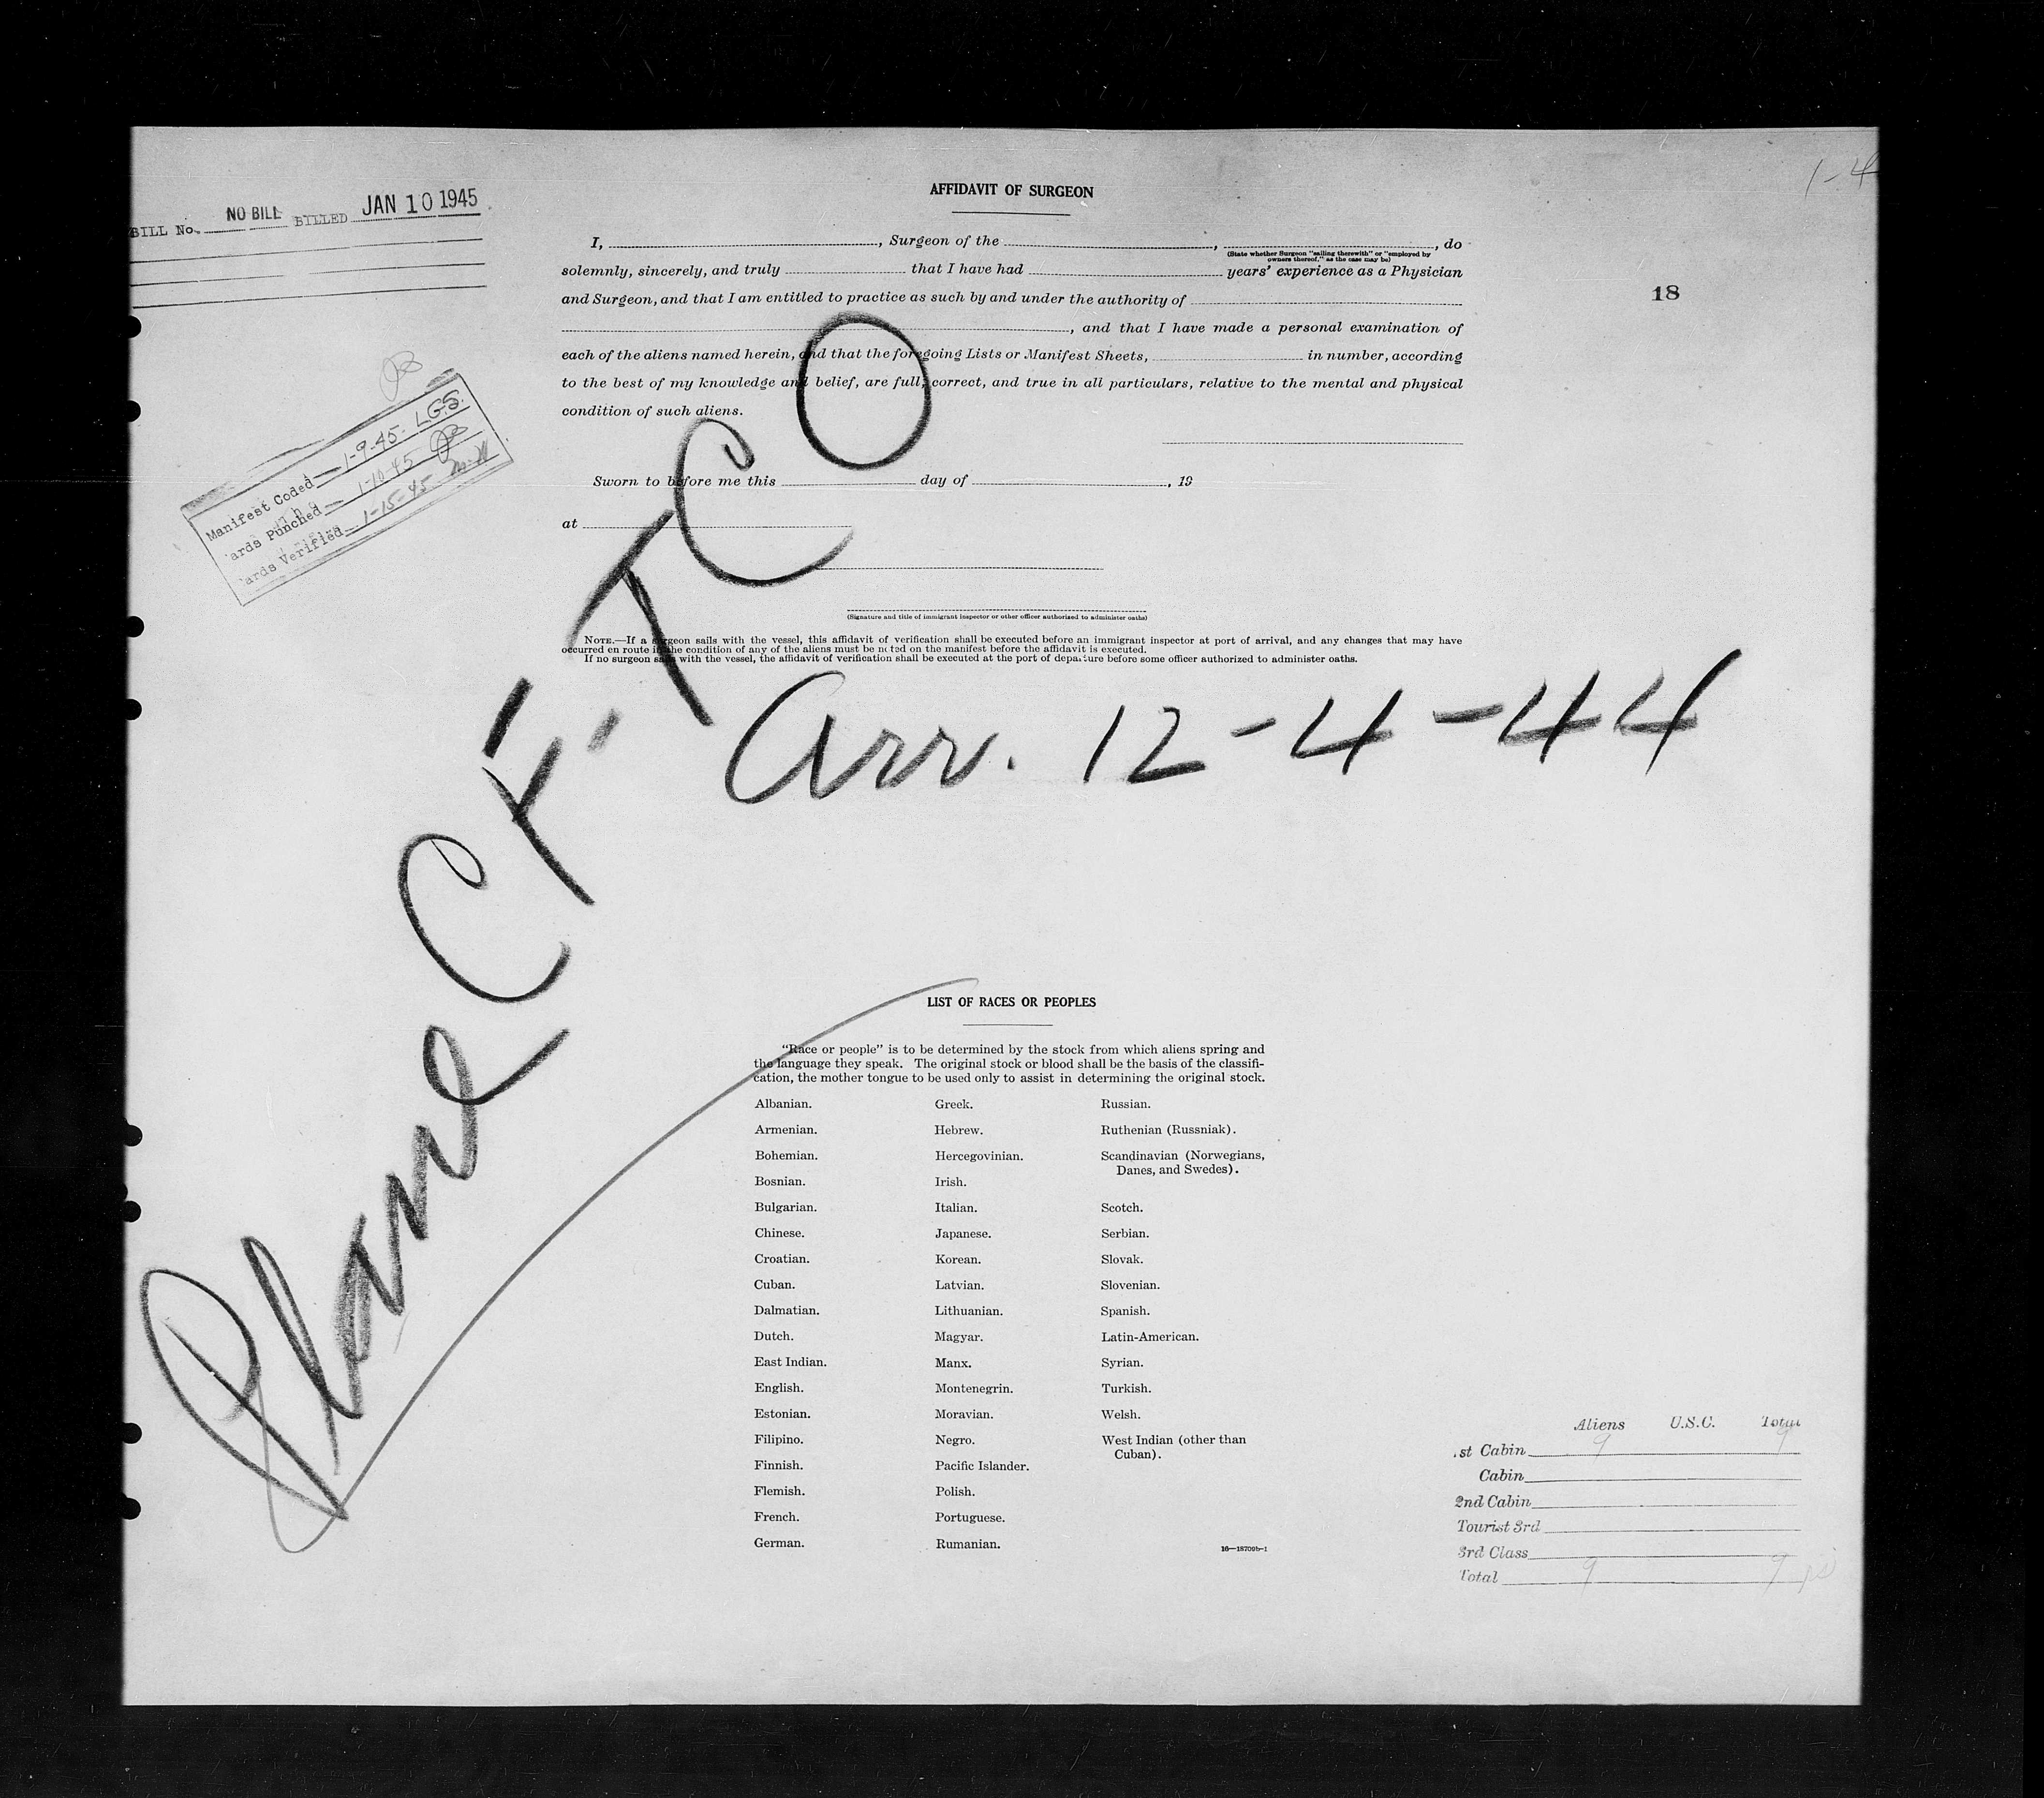 1-4
BILL No. NO BILL BILLED JAN 10 1945
18
Manifest Coded 1-9-45 LGS.
ards Punched 1-10-45
ards Verified 1-15-45
AFFIDAVIT OF SURGEON
I, , Surgeon of the , , do
(State whether Surgeon "sailing therewith" or "employed by
owners thereof," as the case may be)
solemnly, sincerely, and truly that I have had years' experience as a Physician
and Surgeon, and that I am entitled to practice as such by and under the authority of
, and that I have made a personal examination of
each of the aliens named herein, and that the foregoing Lists or Manifest Sheets, in number, according
to the best of my knowledge and belief, are full, correct, and true in all particulars, relative to the mental and physical
condition of such aliens.
Sworn to before me this day of , 19
at
(Signature and title of immigrant inspector or other officer authorized to administer oaths)
NOTE.—If a surgeon sails with the vessel, this affidavit of verification shall be executed before an immigrant inspector at port of arrival, and any changes that may have
occurred en route in the condition of any of the aliens must be noted on the manifest before the affidavit is executed.
If no surgeon sails with the vessel, the affidavit of verification shall be executed at the port of departure before some officer authorized to administer oaths.
Plane CF-TCO
Arr. 12-4-44
LIST OF RACES OR PEOPLES
"Race or people" is to be determined by the stock from which aliens spring and
the language they speak. The original stock or blood shall be the basis of the classifi-
cation, the mother tongue to be used only to assist in determining the original stock.
Albanian. Greek. Russian.
Armenian. Hebrew. Ruthenian (Russniak).
Bohemian. Hercegovinian. Scandinavian (Norwegians,
Danes, and Swedes).
Bosnian. Irish.
Bulgarian. Italian. Scotch.
Chinese. Japanese. Serbian.
Croatian. Korean. Slovak.
Cuban. Latvian. Slovenian.
Dalmatian. Lithuanian. Spanish.
Dutch. Magyar. Latin-American.
East Indian. Manx. Syrian.
English. Montenegrin. Turkish.
Estonian. Moravian. Welsh.
Filipino. Negro. West Indian (other than
Cuban).
Finnish. Pacific Islander.
Flemish. Polish.
French. Portuguese.
German. Rumanian.
16—18709b-1
Aliens U.S.C. Total
st Cabin 9 9
Cabin
2nd Cabin
Tourist 3rd
3rd Class
Total 9 9